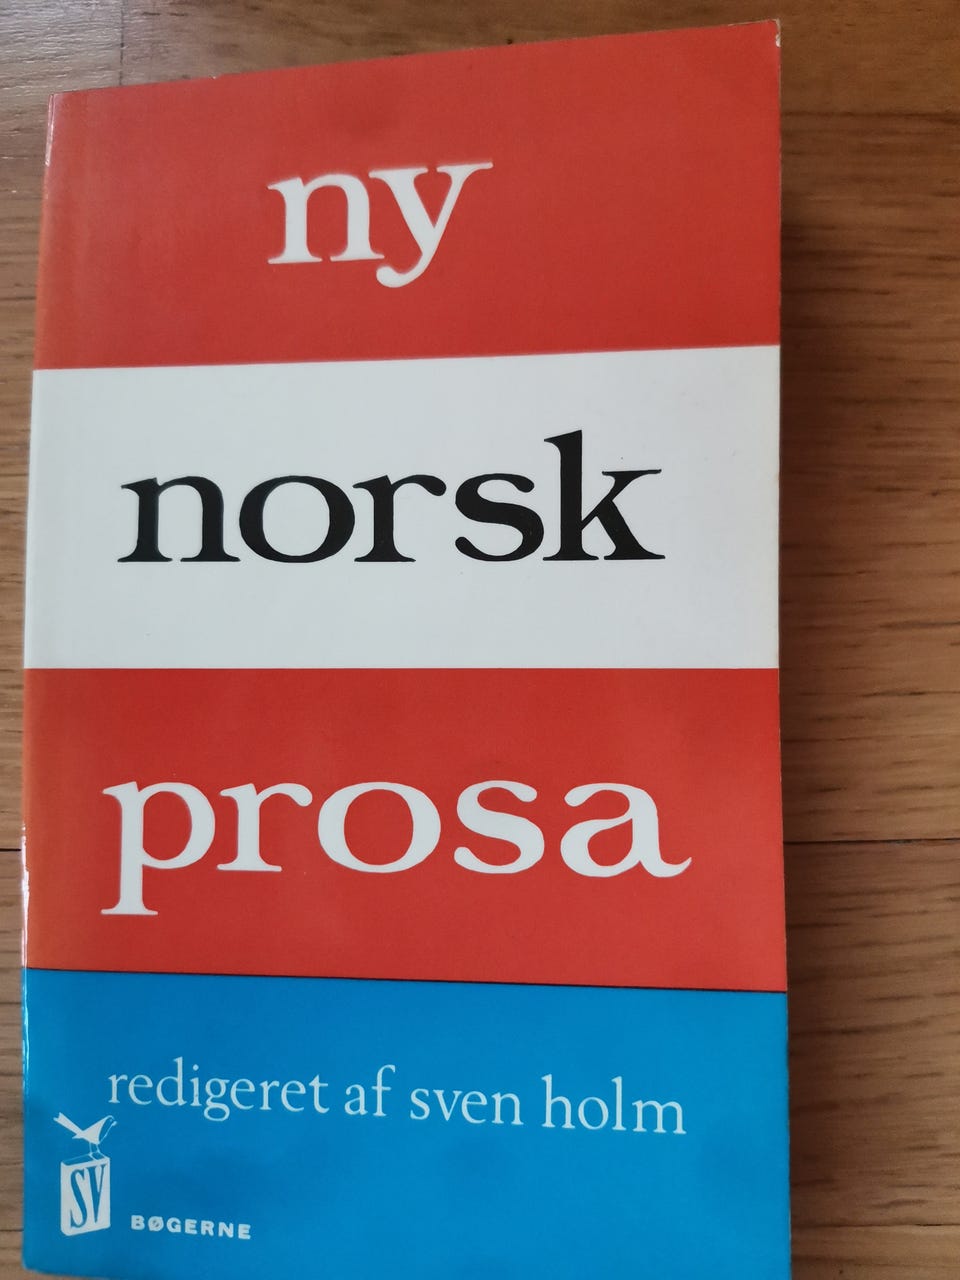 ny
norsk
prosa
redigeret af sven holm
SV
BØGERNE